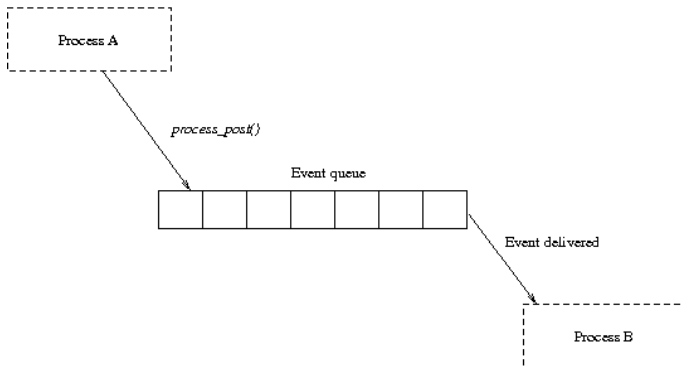 Process A
process_post()
Event queue
Event delivered
Process B